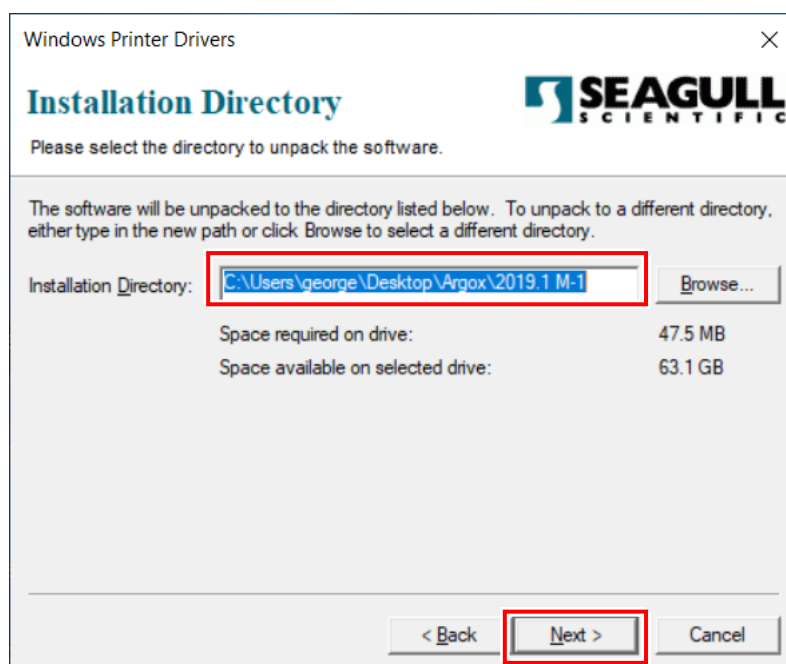 Windows Printer Drivers
Installation Directory
SEAGULL
SCIENTIFIC
Please select the directory to unpack the software.
The software will be unpacked to the directory listed below.  To unpack to a different directory,
either type in the new path or click Browse to select a different directory.
Installation Directory: C:\Users\george\Desktop\Argox\2019.1 M-1 Browse...
Space required on drive: 47.5 MB
Space available on selected drive: 63.1 GB
< Back Next > Cancel